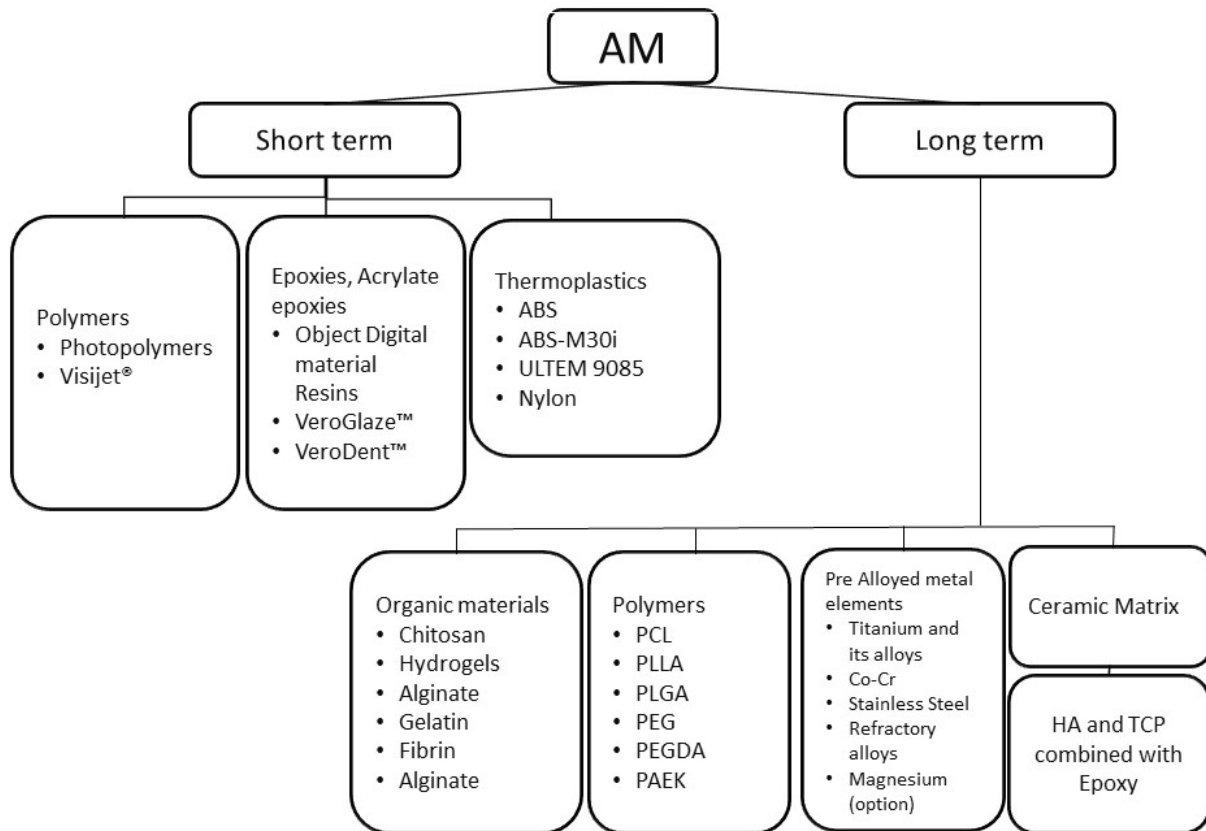 AM
Short term
Long term
Polymers
• Photopolymers
• Visijet®
Epoxies, Acrylate
epoxies
• Object Digital
material
Resins
• VeroGlaze™
• VeroDent™
Thermoplastics
• ABS
• ABS-M30i
• ULTEM 9085
• Nylon
Organic materials
• Chitosan
• Hydrogels
• Alginate
• Gelatin
• Fibrin
• Alginate
Polymers
• PCL
• PLLA
• PLGA
• PEG
• PEGDA
• PAEK
Pre Alloyed metal
elements
• Titanium and
its alloys
• Co-Cr
• Stainless Steel
• Refractory
alloys
• Magnesium
(option)
Ceramic Matrix
HA and TCP
combined with
Epoxy